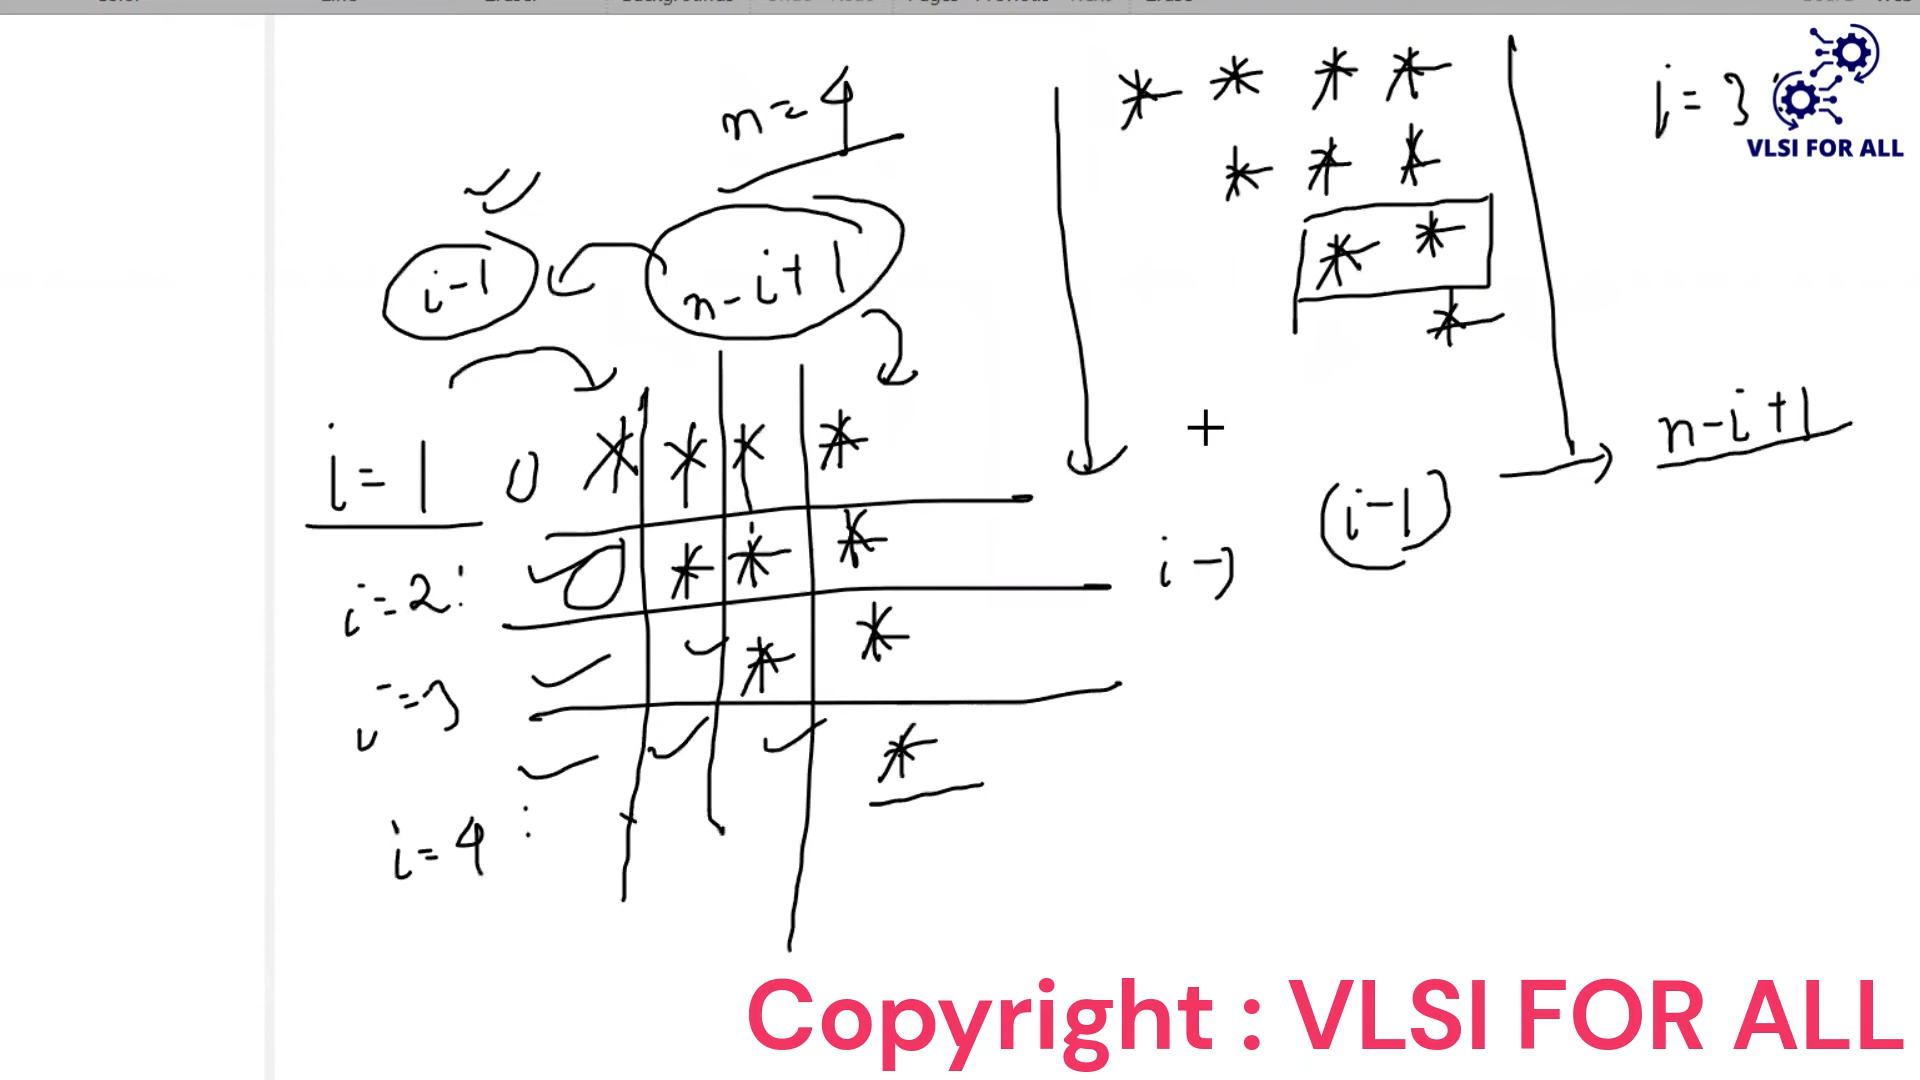 n = 4
* * * *
i = 3
VLSI FOR ALL
* * *
i-1
n-i+1
* *
*
i = 1 0 * * * *
n-i+1
(i-1)
i=2: * * *
i →
i=3 * *
*
i=4 :
Copyright : VLSI FOR ALL